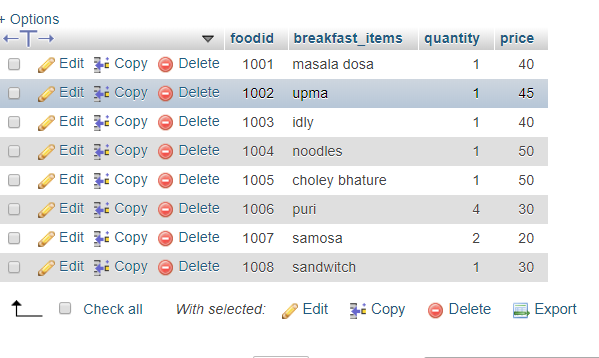 + Options
foodid breakfast_items quantity price
Edit Copy Delete 1001 masala dosa 1 40
Edit Copy Delete 1002 upma 1 45
Edit Copy Delete 1003 idly 1 40
Edit Copy Delete 1004 noodles 1 50
Edit Copy Delete 1005 choley bhature 1 50
Edit Copy Delete 1006 puri 4 30
Edit Copy Delete 1007 samosa 2 20
Edit Copy Delete 1008 sandwitch 1 30
Check all With selected: Edit Copy Delete Export